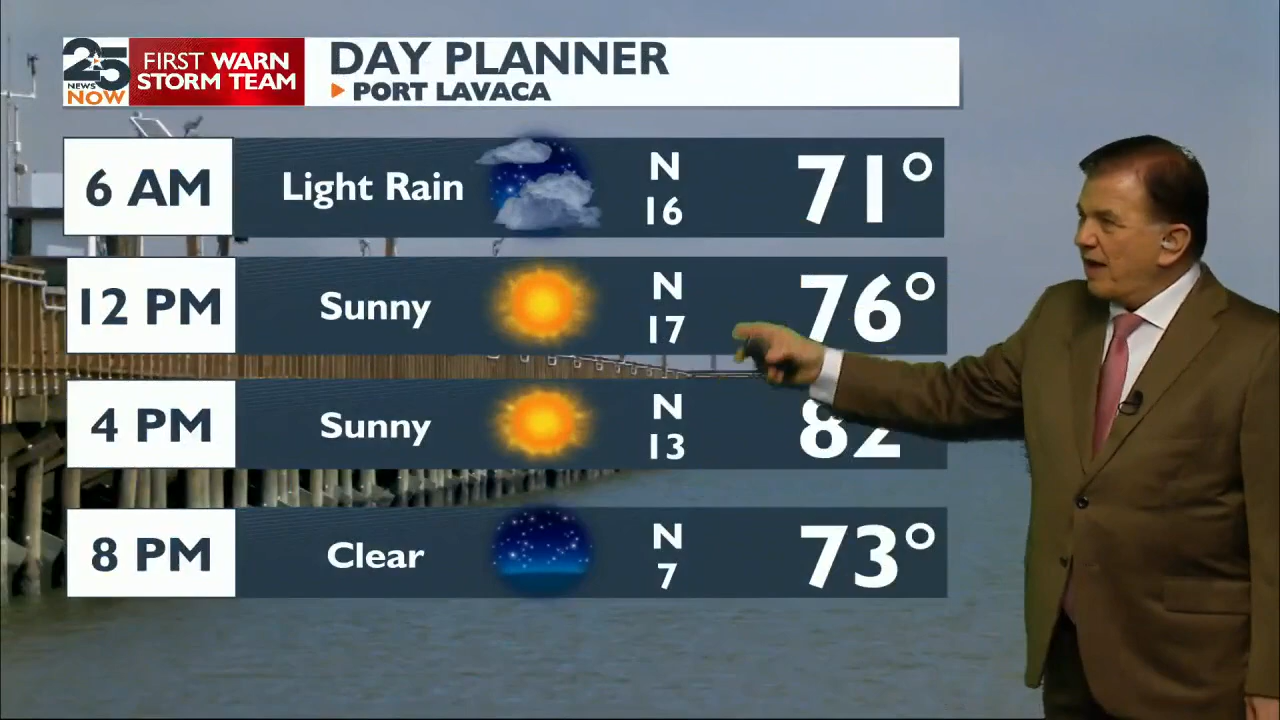 25
NEWS
NOW
FIRST WARN
STORM TEAM
DAY PLANNER
PORT LAVACA
6 AM
Light Rain
N
16
71°
12 PM
Sunny
N
17
76°
4 PM
Sunny
N
13
82
8 PM
Clear
N
7
73°